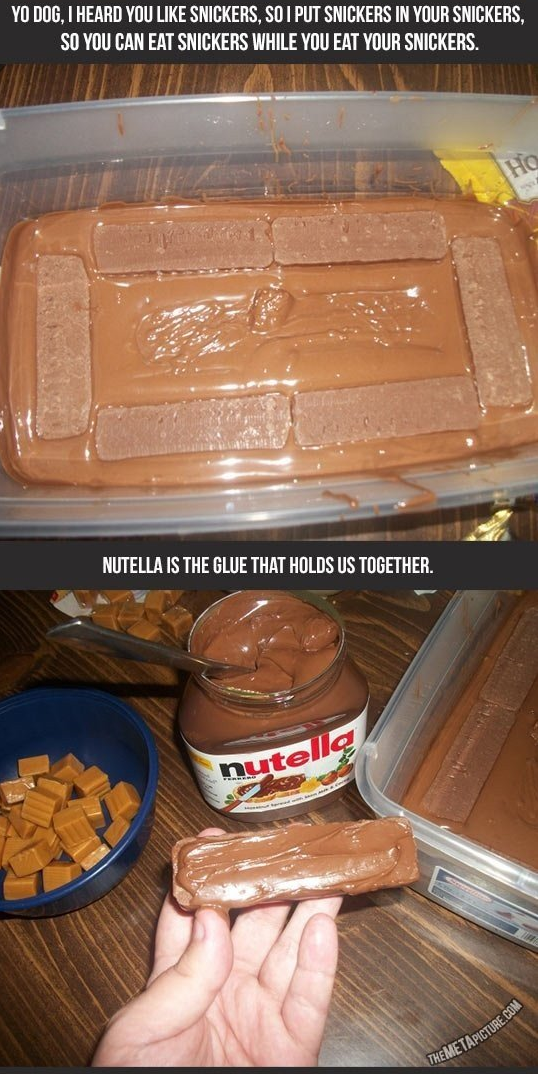 YO DOG, I HEARD YOU LIKE SNICKERS, SO I PUT SNICKERS IN YOUR SNICKERS,
SO YOU CAN EAT SNICKERS WHILE YOU EAT YOUR SNICKERS.
HO
NUTELLA IS THE GLUE THAT HOLDS US TOGETHER.
nutella
FERRERO
THEMETAPICTURE.COM